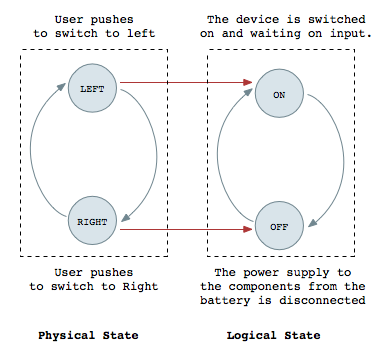 User pushes
to switch to left
The device is switched
on and waiting on input.
LEFT
ON
RIGHT
OFF
User pushes
to switch to Right
The power supply to
the components from the
battery is disconnected
Physical State
Logical State